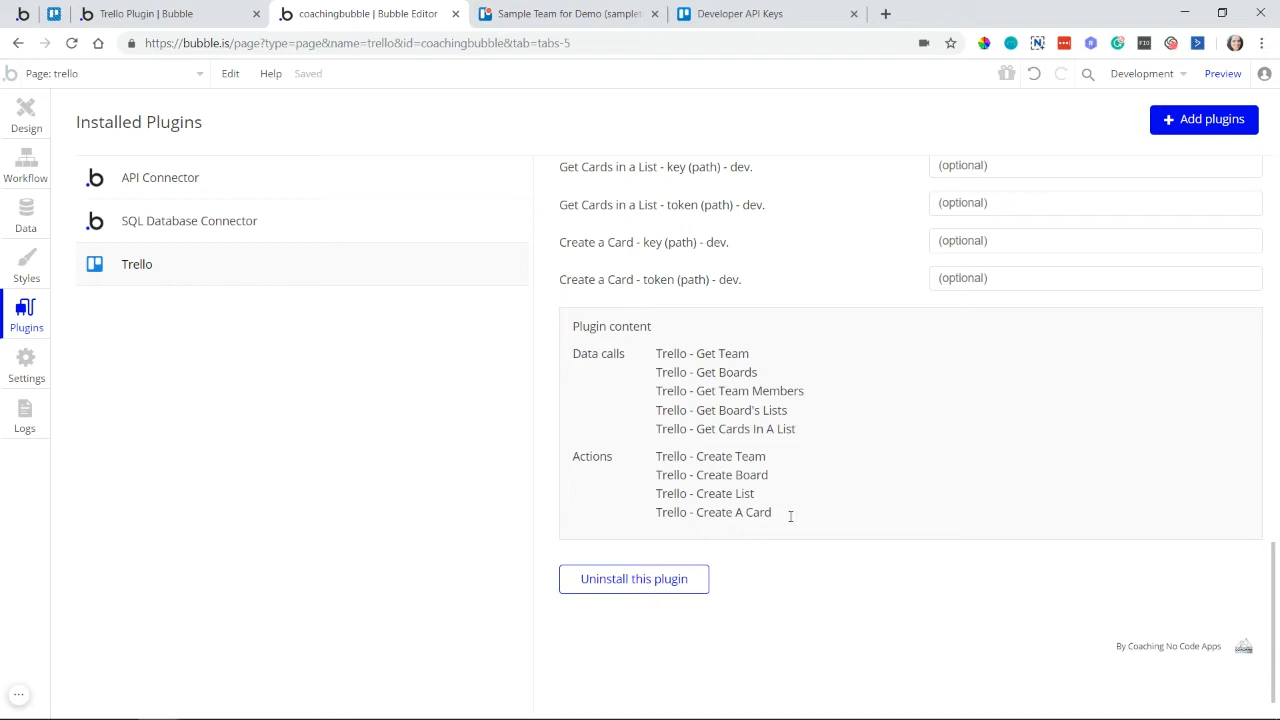 Trello Plugin | Bubble
coachingbubble | Bubble Editor
Sample Team for Demo (samplet
Developer API Keys
https://bubble.is/page?type=page&name=trello&id=coachingbubble&tab=tabs-5
Page: trello
Edit
Help
Saved
Development
Preview
Design
Workflow
Data
Styles
Plugins
Settings
Logs
Installed Plugins
+ Add plugins
API Connector
SQL Database Connector
Trello
Get Cards in a List - key (path) - dev.
(optional)
Get Cards in a List - token (path) - dev.
(optional)
Create a Card - key (path) - dev.
(optional)
Create a Card - token (path) - dev.
(optional)
Plugin content
Data calls
Trello - Get Team
Trello - Get Boards
Trello - Get Team Members
Trello - Get Board's Lists
Trello - Get Cards In A List
Actions
Trello - Create Team
Trello - Create Board
Trello - Create List
Trello - Create A Card
Uninstall this plugin
By Coaching No Code Apps